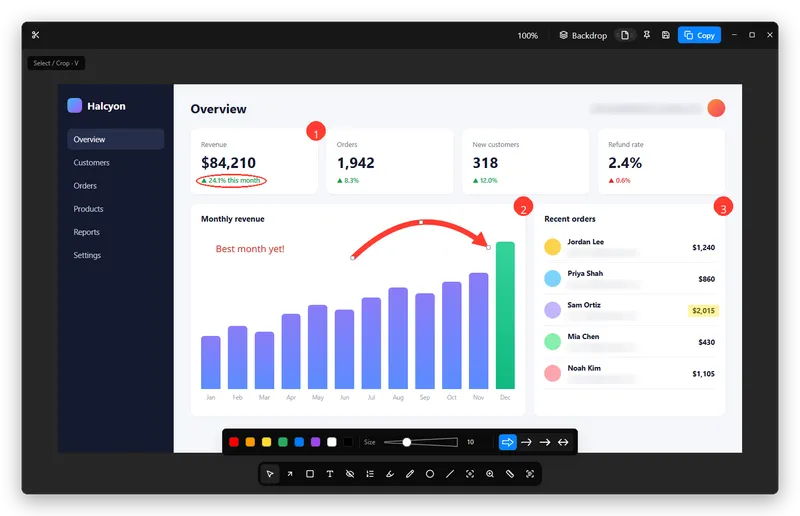 100%
Backdrop
Copy
Select / Crop · V
Halcyon
Overview
Customers
Orders
Products
Reports
Settings
Overview
1
Revenue
$84,210
▲ 24.1% this month
Orders
1,942
▲ 8.3%
New customers
318
▲ 12.0%
Refund rate
2.4%
▲ 0.6%
2
Monthly revenue
Best month yet!
Jan Feb Mar Apr May Jun Jul Aug Sep Oct Nov Dec
3
Recent orders
Jordan Lee $1,240
Priya Shah $860
Sam Ortiz $2,015
Mia Chen $430
Noah Kim $1,105
Size 10